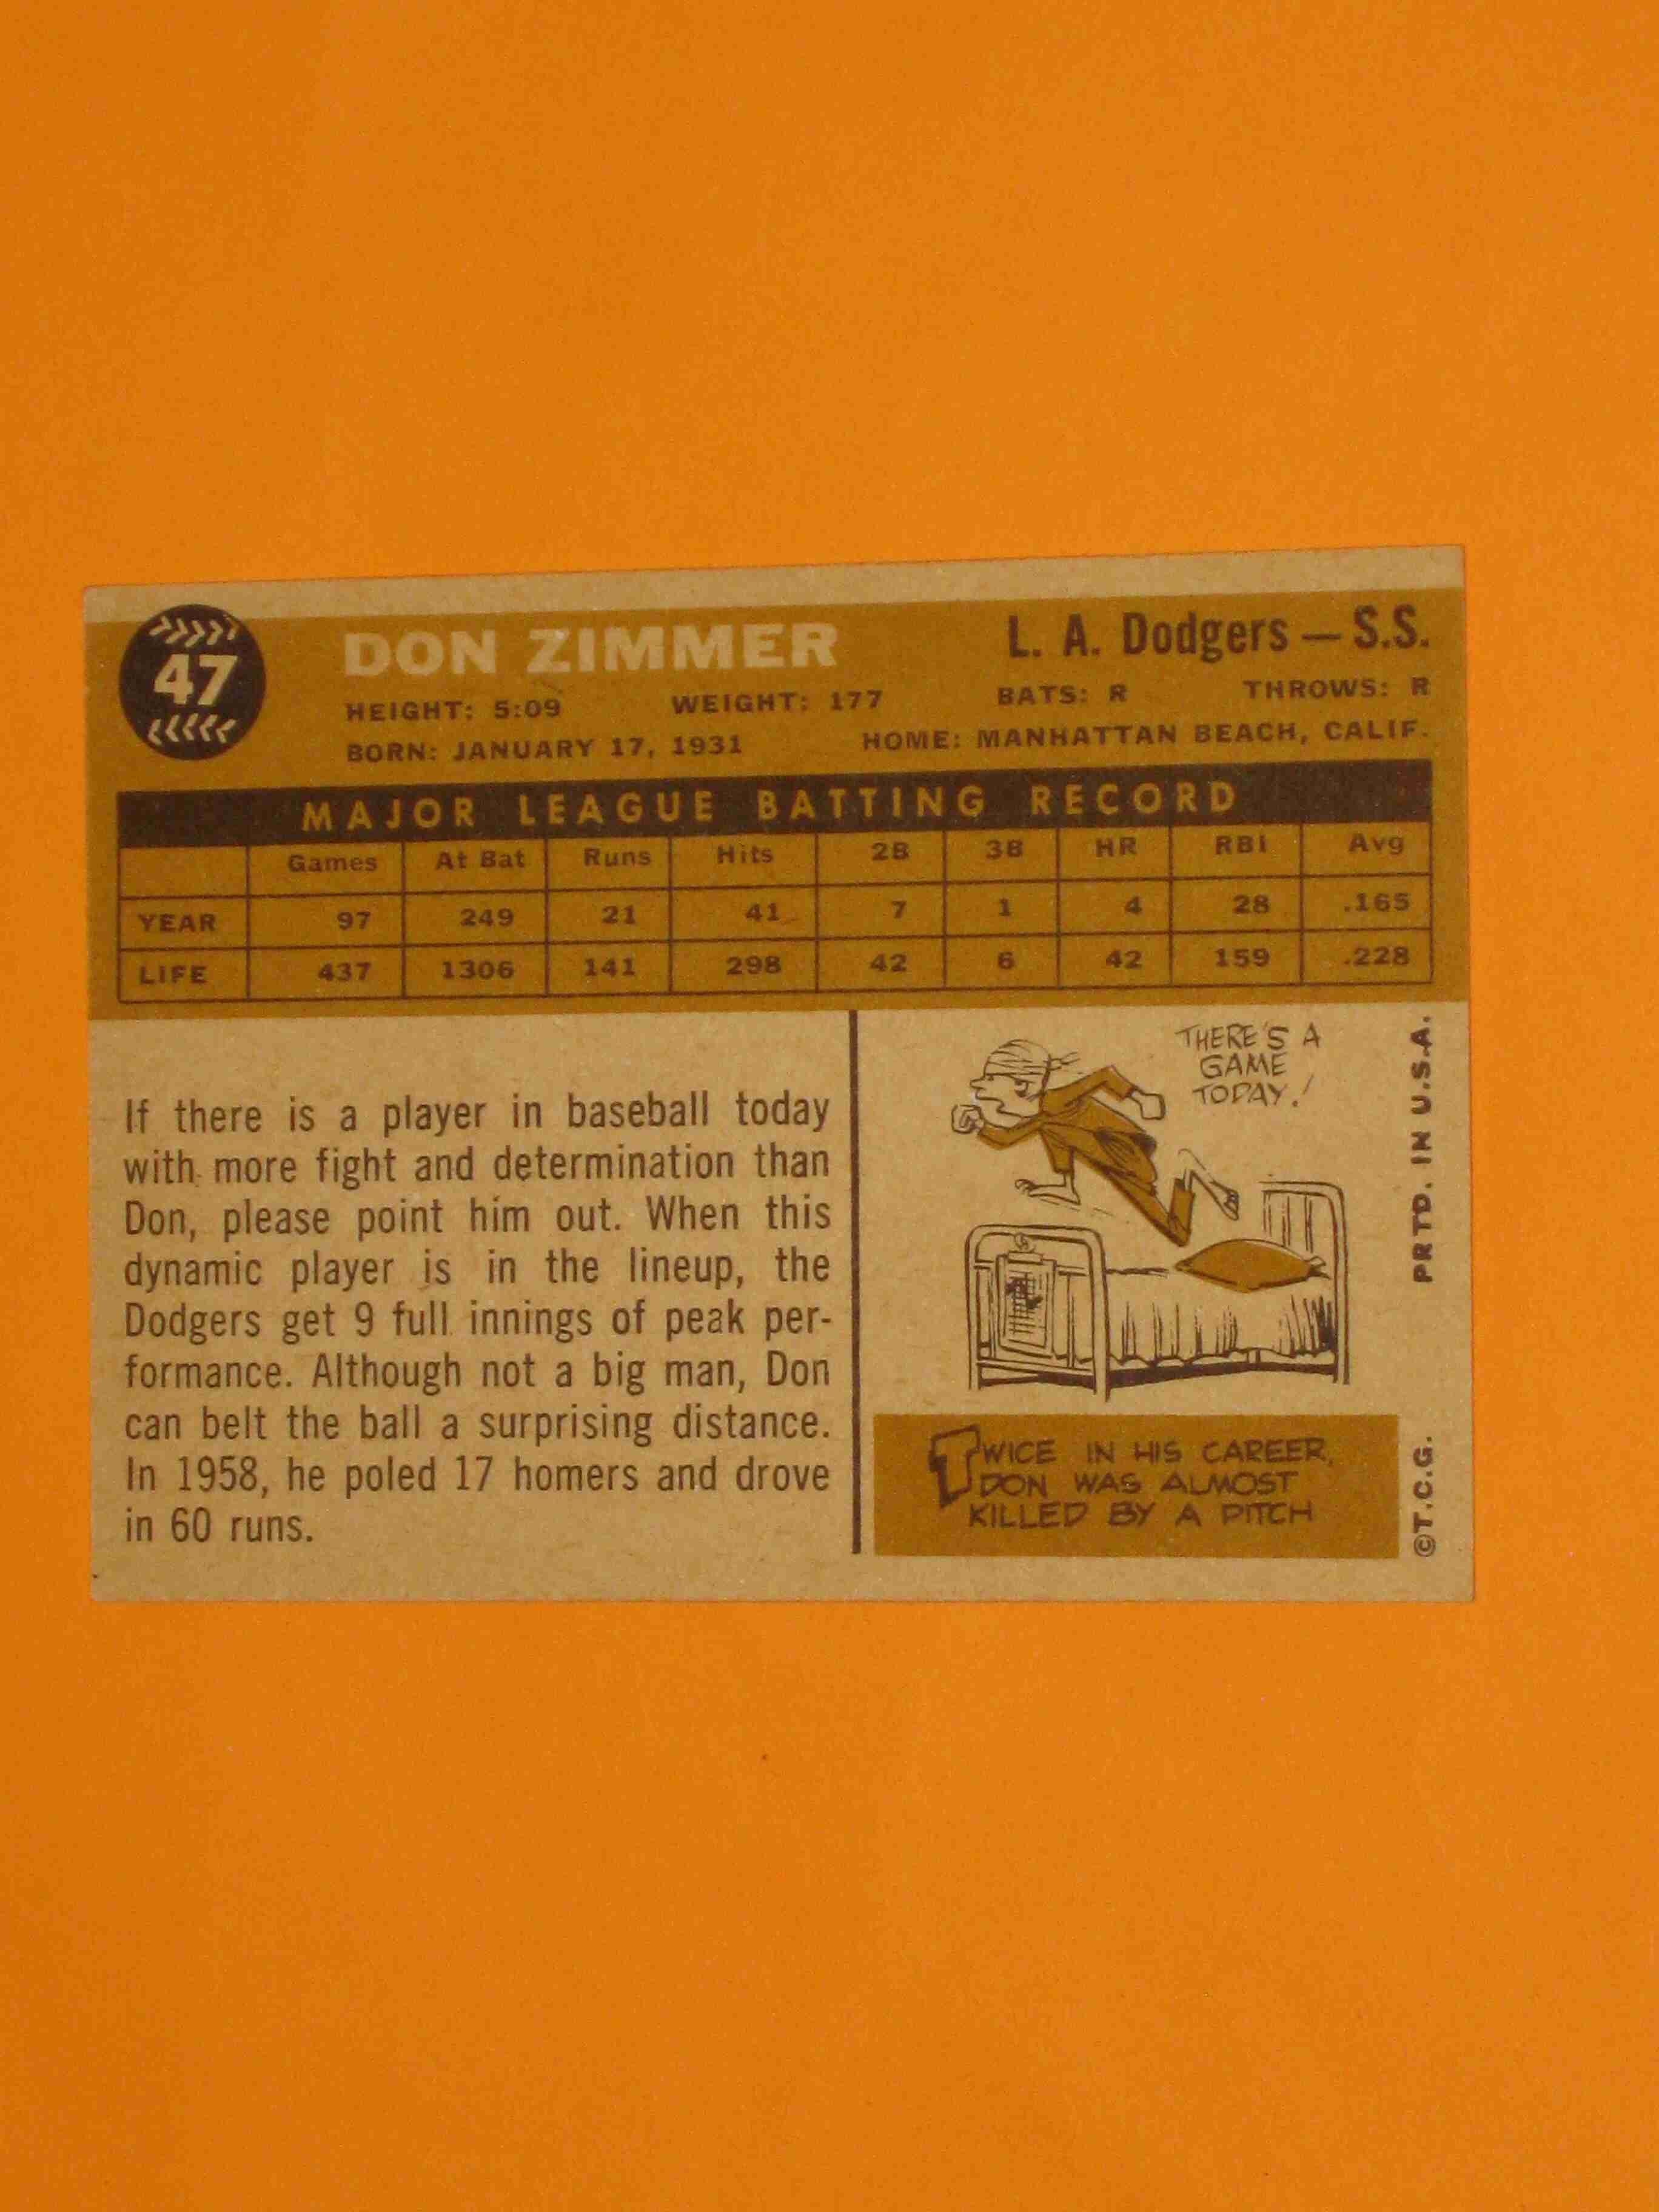 47
DON ZIMMER
L. A. Dodgers — S.S.
HEIGHT: 5:09 WEIGHT: 177 BATS: R THROWS: R
BORN: JANUARY 17, 1931 HOME: MANHATTAN BEACH, CALIF.
MAJOR LEAGUE BATTING RECORD
Games At Bat Runs Hits 2B 3B HR RBI Avg
YEAR 97 249 21 41 7 1 4 28 .165
LIFE 437 1306 141 298 42 6 42 159 .228
If there is a player in baseball today
with more fight and determination than
Don, please point him out. When this
dynamic player is in the lineup, the
Dodgers get 9 full innings of peak per-
formance. Although not a big man, Don
can belt the ball a surprising distance.
In 1958, he poled 17 homers and drove
in 60 runs.
THERE'S A
GAME
TODAY!
TWICE IN HIS CAREER,
DON WAS ALMOST
KILLED BY A PITCH
©T.C.G. PRTD. IN U.S.A.